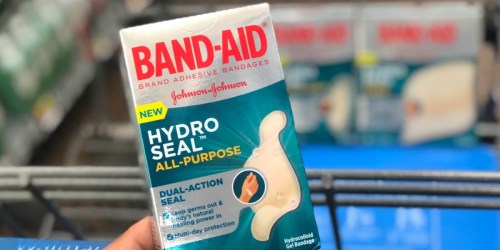 BAND-AID
BRAND ADHESIVE BANDAGES
Johnson & Johnson
NEW
HYDRO
SEAL™
ALL-PURPOSE
DUAL-ACTION
SEAL
Keep germs out &
body's natural
healing power in
Multi-day protection
Hydrocolloid
Gel Bandage